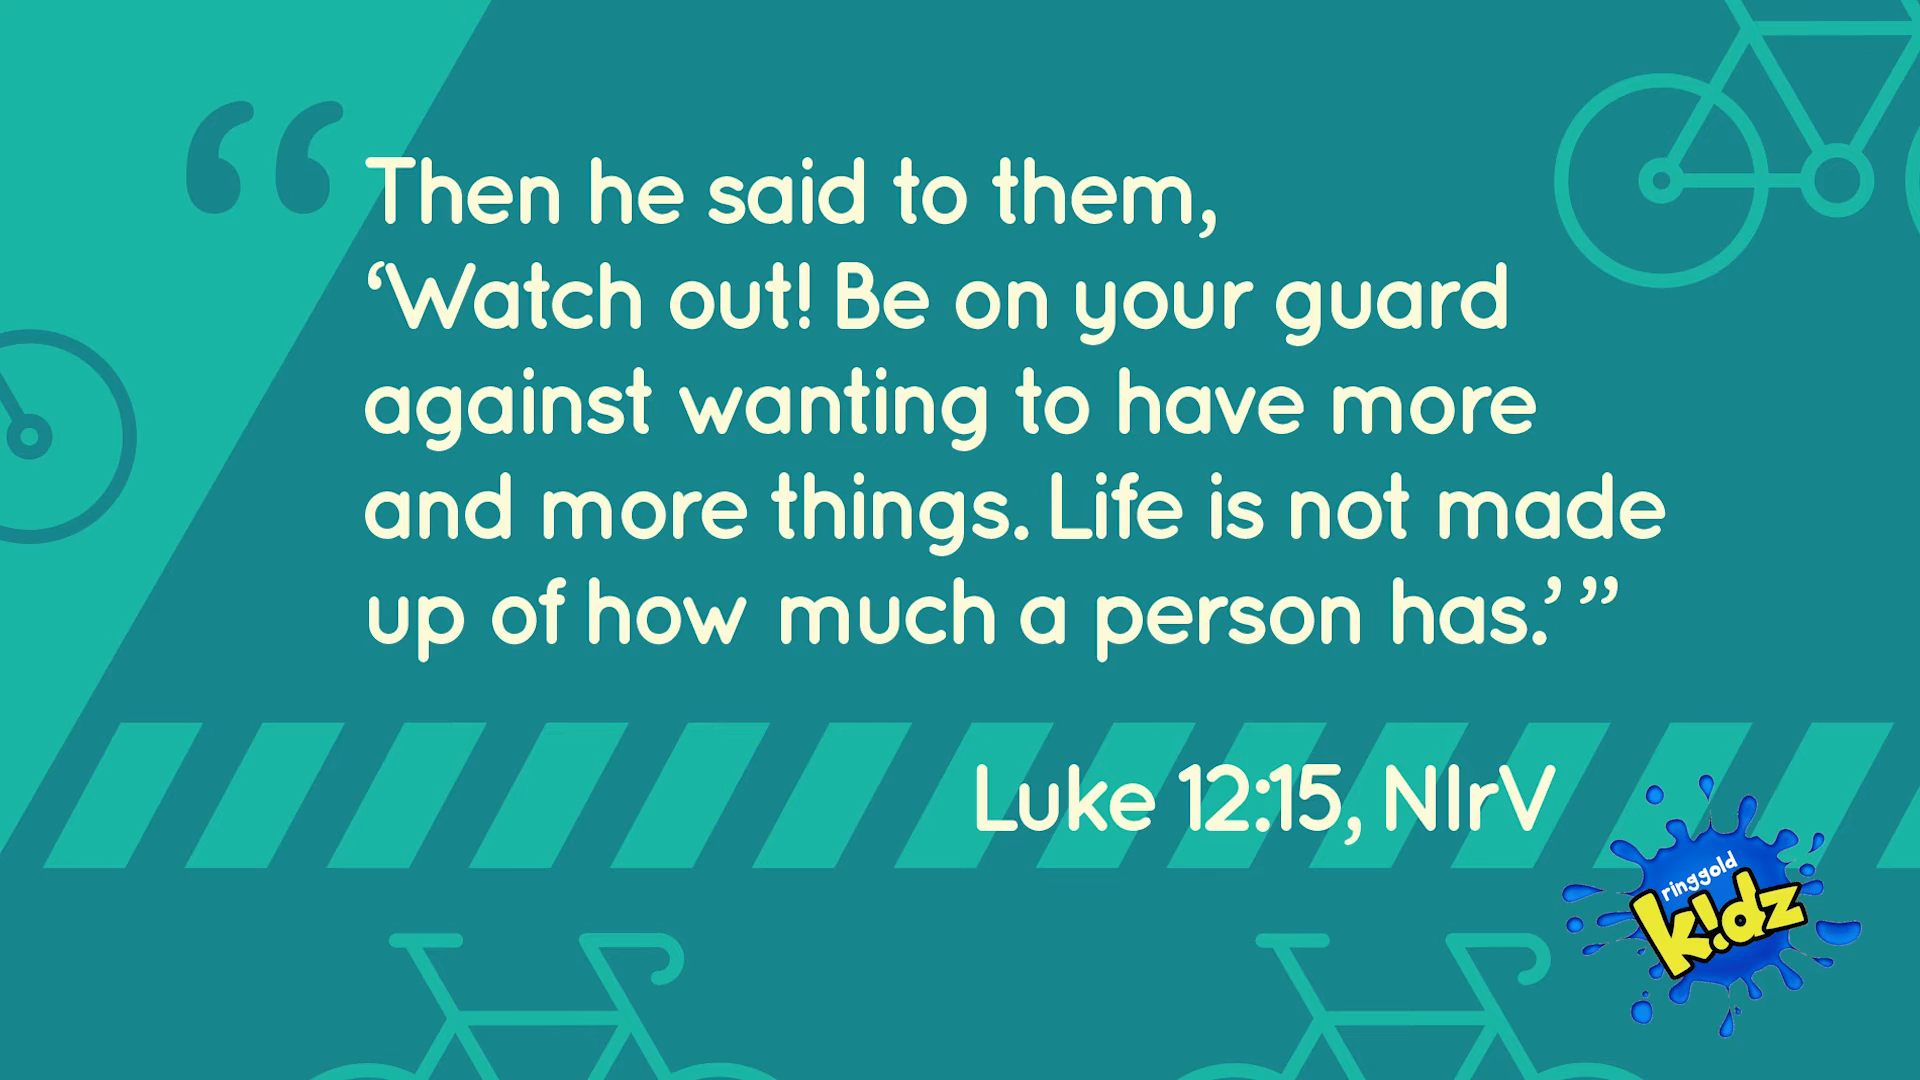 “Then he said to them,
‘Watch out! Be on your guard
against wanting to have more
and more things. Life is not made
up of how much a person has.’ ”
Luke 12:15, NIrV
ringgold
k!dz